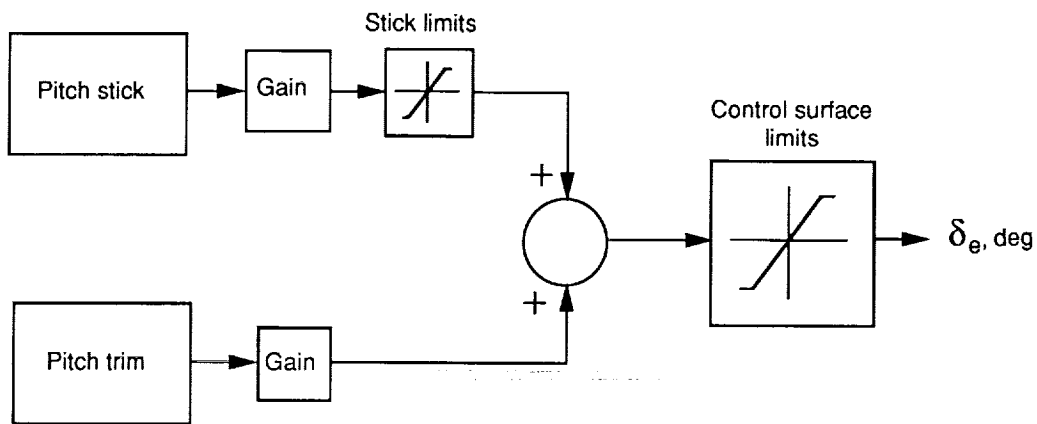 Stick limits
Pitch stick
Gain
Control surface
limits
+
δe, deg
+
Pitch trim
Gain